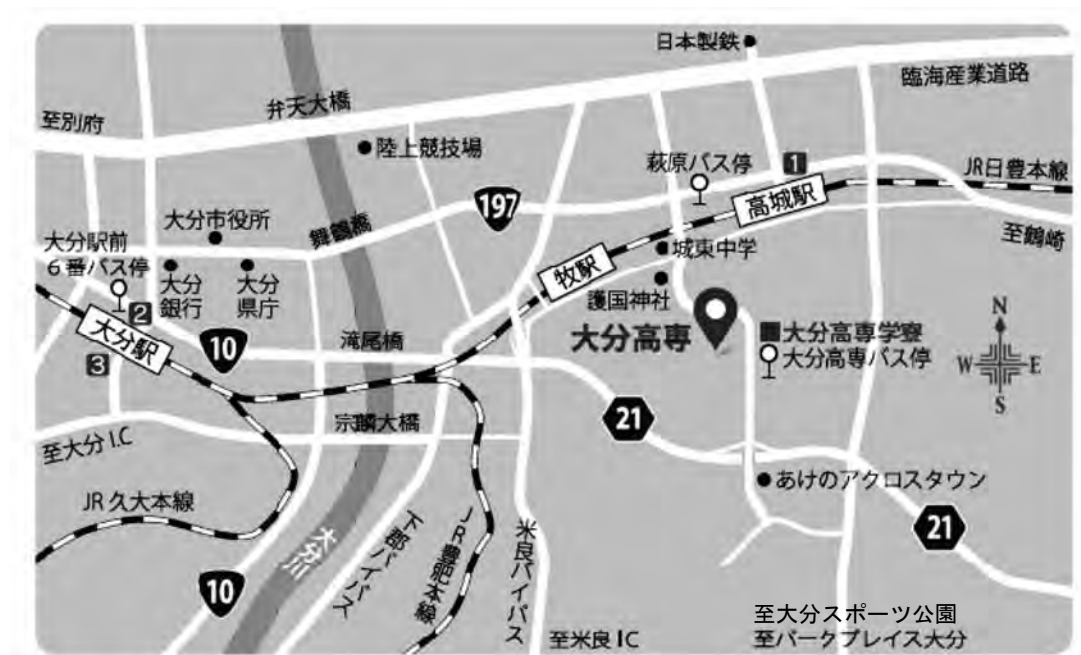 日本製鉄
臨海産業道路
弁天大橋
至別府
陸上競技場
萩原バス停
1
JR日豊本線
197
高城駅
大分市役所
舞鶴橋
至鶴崎
大分駅前
6番バス停
城東中学
牧駅
大分
銀行
大分
県庁
護国神社
2
大分駅
10
滝尾橋
大分高専
大分高専学寮
大分高専バス停
N
W
E
S
3
21
宗麟大橋
至大分I.C
あけのアクロスタウン
JR久大本線
大分川
下郡バイパス
JR豊肥本線
米良バイパス
21
10
至米良IC
至大分スポーツ公園
至パークプレイス大分